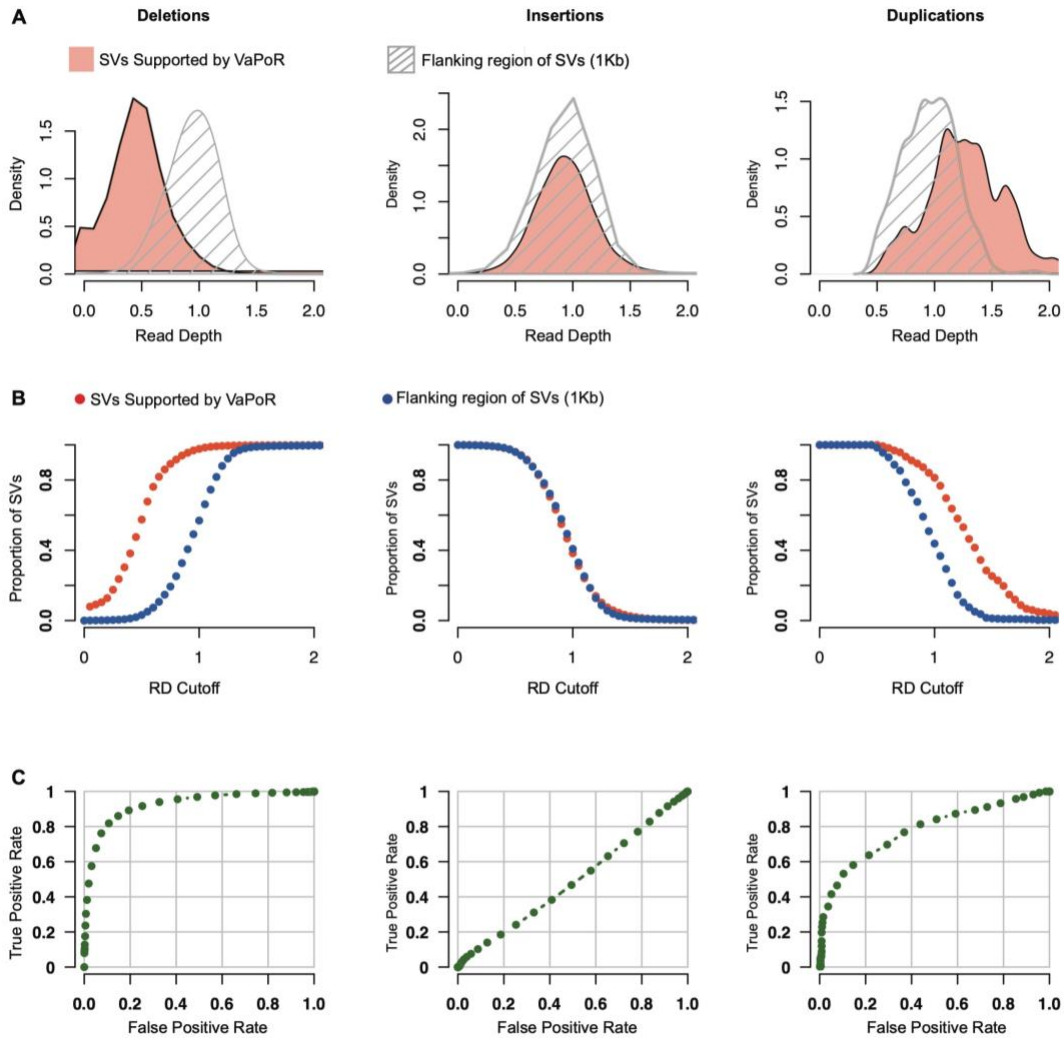 A
Deletions Insertions Duplications
SVs Supported by VaPoR Flanking region of SVs (1Kb)
Density
0.0 0.5 1.0 1.5
0.0 0.5 1.0 1.5 2.0
Read Depth
Density
0.0 1.0 2.0
0.0 0.5 1.0 1.5 2.0
Read Depth
Density
0.0 0.5 1.0 1.5
0.0 0.5 1.0 1.5 2.0
Read Depth
B
SVs Supported by VaPoR Flanking region of SVs (1Kb)
Proportion of SVs
0.0 0.4 0.8
0 1 2
RD Cutoff
Proportion of SVs
0.0 0.4 0.8
0 1 2
RD Cutoff
Proportion of SVs
0.0 0.4 0.8
0 1 2
RD Cutoff
C
True Positive Rate
1
0.8
0.6
0.4
0.2
0
0.0 0.2 0.4 0.6 0.8 1.0
False Positive Rate
True Positive Rate
1
0.8
0.6
0.4
0.2
0
0.0 0.2 0.4 0.6 0.8 1.0
False Positive Rate
True Positive Rate
1
0.8
0.6
0.4
0.2
0
0.0 0.2 0.4 0.6 0.8 1.0
False Positive Rate